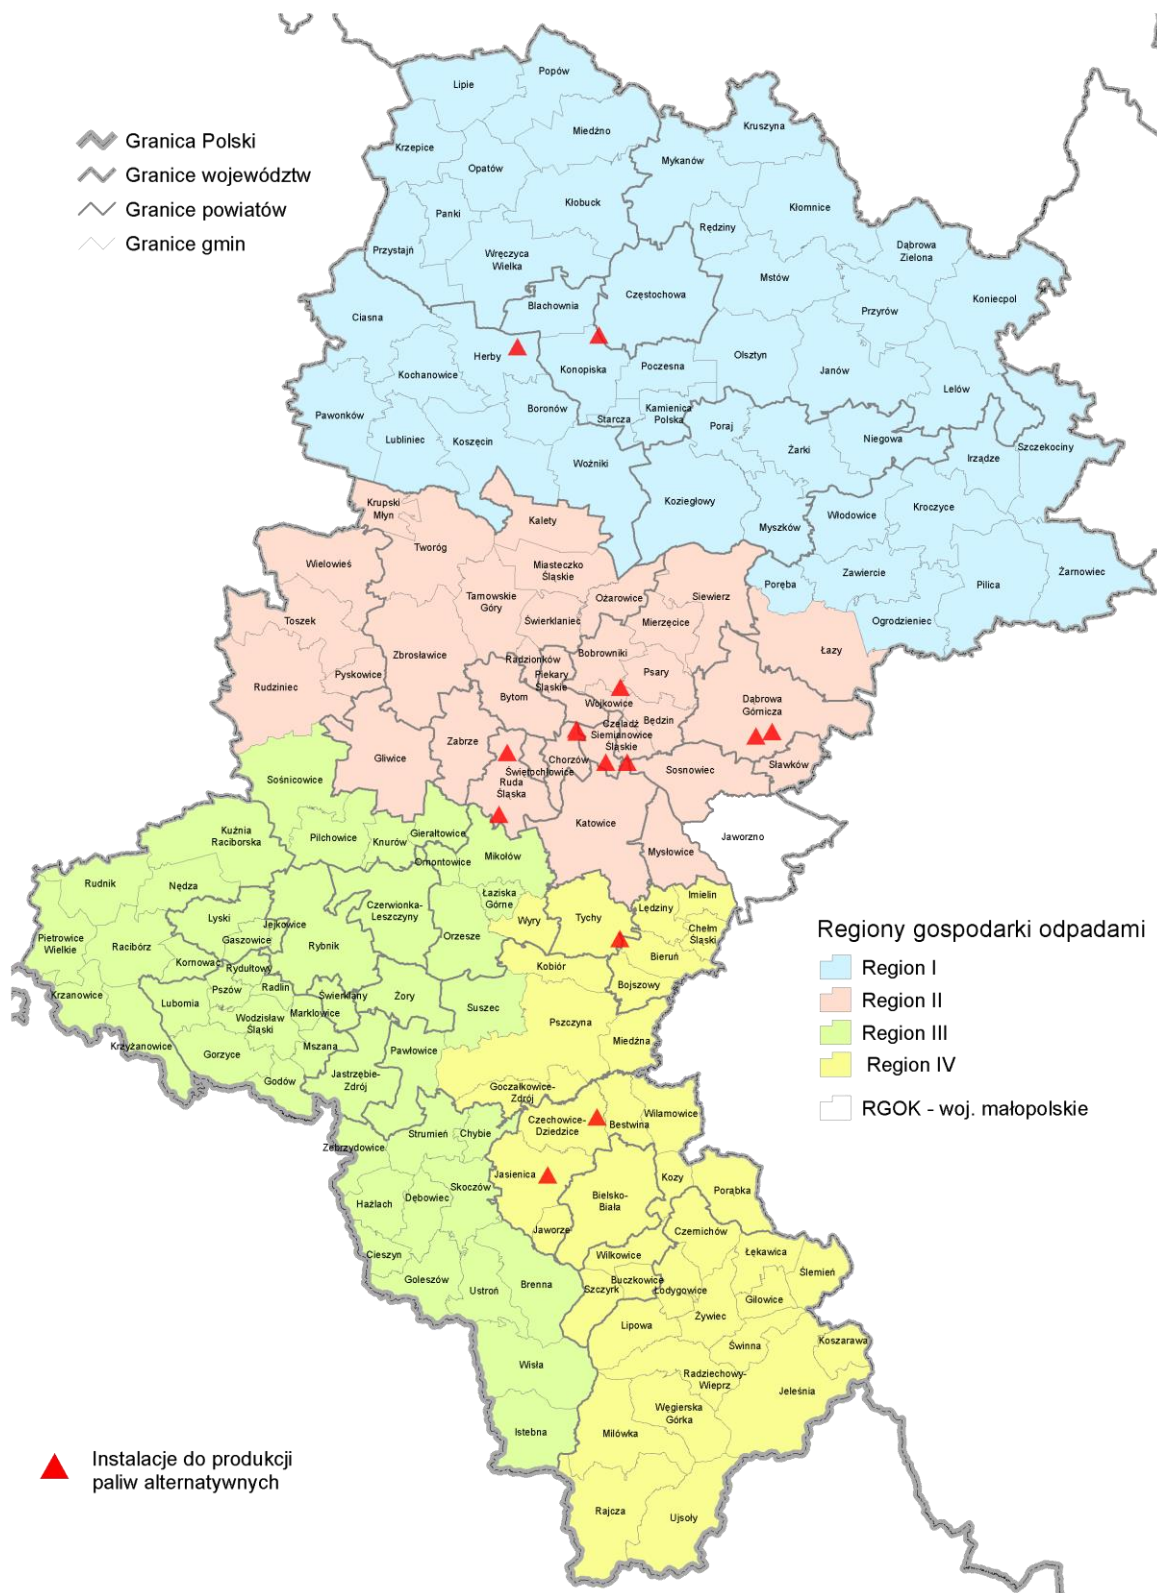 Granica Polski
Granice województw
Granice powiatów
Granice gmin
Lipie
Popów
Miedźno
Krzepice
Opatów
Kłobuck
Panki
Przystajń
Wręczyca
Wielka
Kruszyna
Mykanów
Kłomnice
Rędziny
Dąbrowa
Zielona
Mstów
Koniecpol
Przyrów
Częstochowa
Blachownia
Ciasna
Herby
Kochanowice
Konopiska
Poczesna
Olsztyn
Janów
Lelów
Pawonków
Boronów
Starcza
Kamienica
Polska
Lubliniec
Koszęcin
Poraj
Żarki
Niegowa
Szczekociny
Irządze
Woźniki
Koziegłowy
Myszków
Włodowice
Kroczyce
Krupski
Młyn
Kalety
Tworóg
Wielowieś
Miasteczko
Śląskie
Poręba
Zawiercie
Pilica
Żarnowiec
Ogrodzieniec
Ożarowice
Siewierz
Tarnowskie
Góry
Świerklaniec
Mierzęcice
Toszek
Łazy
Zbrosławice
Radzionków
Bobrowniki
Piekary
Śląskie
Psary
Pyskowice
Rudziniec
Bytom
Wojkowice
Dąbrowa
Górnicza
Czeladź
Będzin
Siemianowice
Śląskie
Zabrze
Gliwice
Chorzów
Świętochłowice
Ruda
Śląska
Sosnowiec
Sławków
Sośnicowice
Katowice
Jaworzno
Mysłowice
Kuźnia
Raciborska
Pilchowice
Knurów
Gierałtowice
Ornontowice
Mikołów
Rudnik
Nędza
Łaziska
Górne
Czerwionka-
Leszczyny
Wyry
Tychy
Lędziny
Imielin
Chełm
Śląski
Lyski
Jejkowice
Gaszowice
Rybnik
Orzesze
Pietrowice
Wielkie
Racibórz
Kornowac
Rydułtowy
Bieruń
Kobiór
Bojszowy
Krzanowice
Pszów
Radlin
Świerklany
Żory
Suszec
Lubomia
Wodzisław
Śląski
Marklowice
Pszczyna
Miedźna
Krzyżanowice
Gorzyce
Mszana
Pawłowice
Godów
Jastrzębie-
Zdrój
Goczałkowice-
Zdrój
Regiony gospodarki odpadami
Region I
Region II
Region III
Region IV
RGOK - woj. małopolskie
Zebrzydowice
Strumień
Chybie
Czechowice-
Dziedzice
Bestwina
Wilamowice
Jasienica
Skoczów
Dębowiec
Hażlach
Bielsko-
Biała
Kozy
Porąbka
Jaworze
Czernichów
Cieszyn
Goleszów
Ustroń
Brenna
Wilkowice
Łękawica
Ślemień
Szczyrk
Buczkowice
Łodygowice
Gilowice
Żywiec
Lipowa
Świnna
Koszarawa
Wisła
Radziechowy-
Wieprz
Jeleśnia
Węgierska
Górka
Istebna
Milówka
Rajcza
Ujsoły
Instalacje do produkcji
paliw alternatywnych